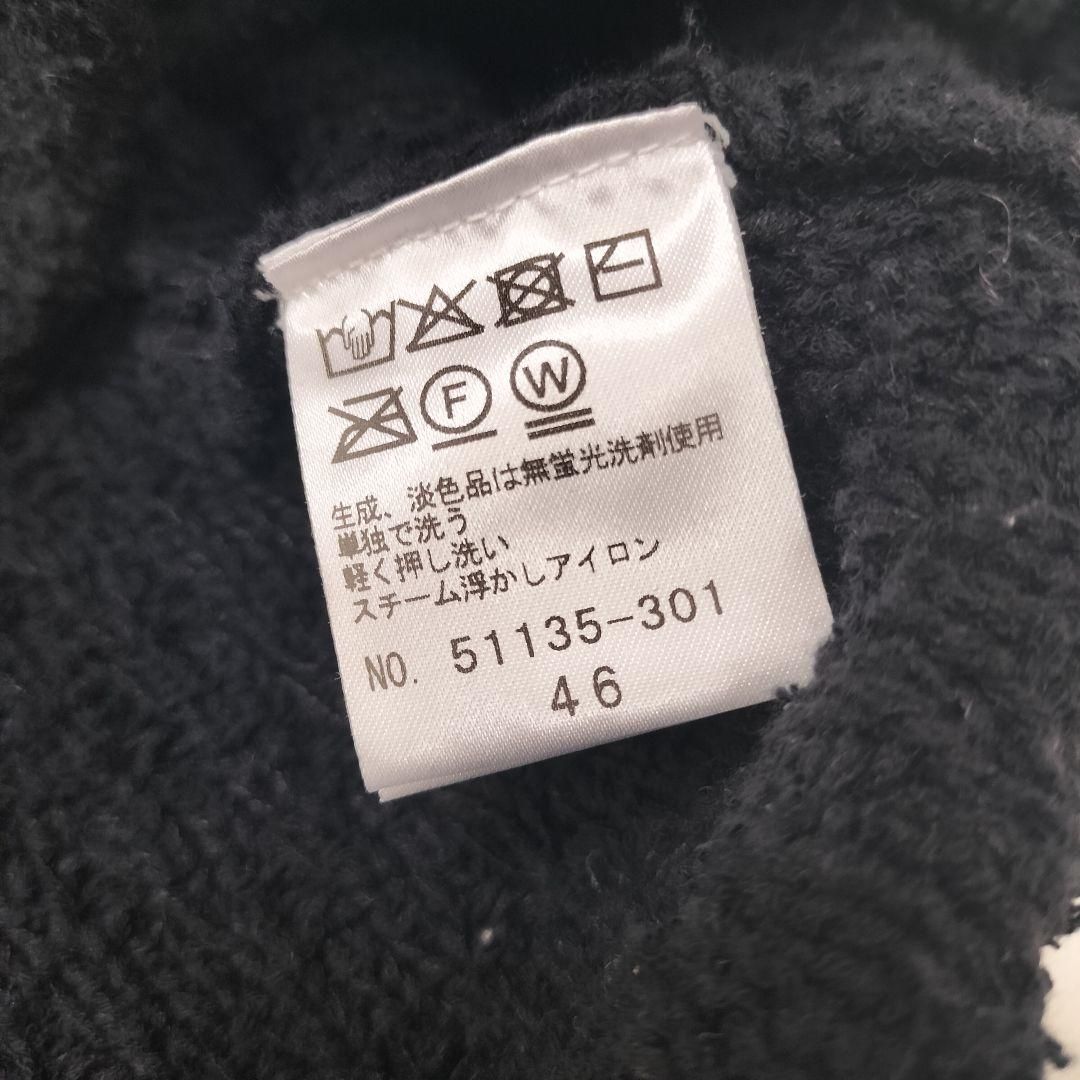 F W
生成、淡色品は無蛍光洗剤使用
単独で洗う
軽く押し洗い
スチーム浮かしアイロン
NO. 51135-301
46